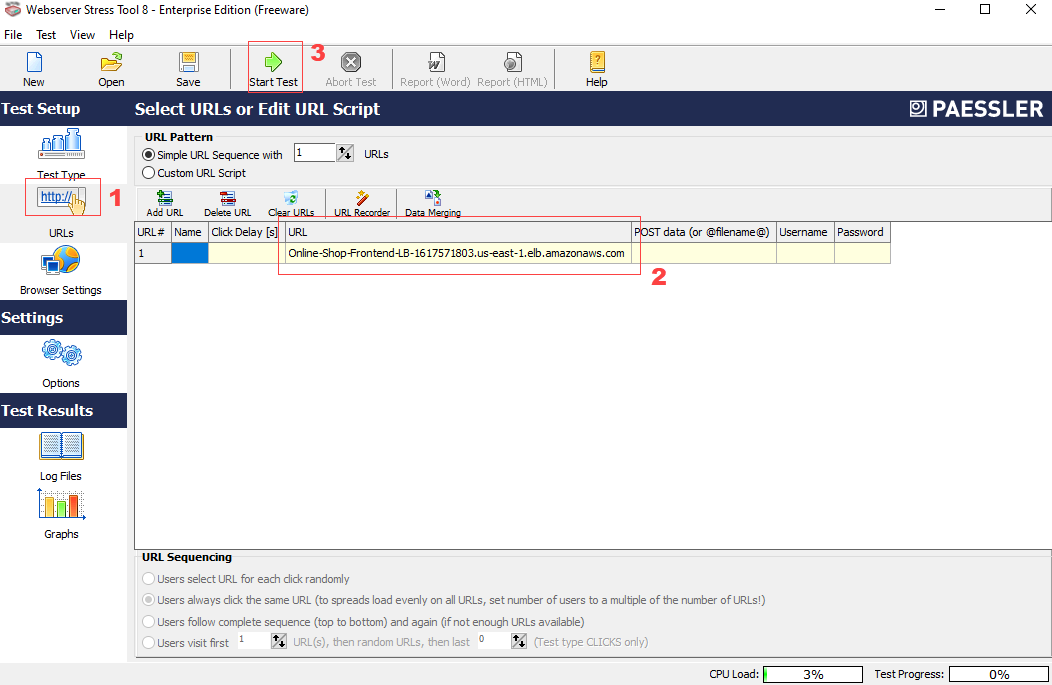 Webserver Stress Tool 8 - Enterprise Edition (Freeware)
File Test View Help
New Open Save Start Test 3 Abort Test Report (Word) Report (HTML) Help
Test Setup
Select URLs or Edit URL Script
PAESSLER
Test Type
http:// 1
URLs
Browser Settings
Settings
Options
Test Results
Log Files
Graphs
URL Pattern
Simple URL Sequence with 1 URLs
Custom URL Script
Add URL Delete URL Clear URLs URL Recorder Data Merging
URL# Name Click Delay [s] URL POST data (or @filename@) Username Password
1 Online-Shop-Frontend-LB-1617571803.us-east-1.elb.amazonaws.com
2
URL Sequencing
Users select URL for each click randomly
Users always click the same URL (to spreads load evenly on all URLs, set number of users to a multiple of the number of URLs!)
Users follow complete sequence (top to bottom) and again (if not enough URLs available)
Users visit first 1 URL(s), then random URLs, then last 0 (Test type CLICKS only)
CPU Load: 3% Test Progress: 0%